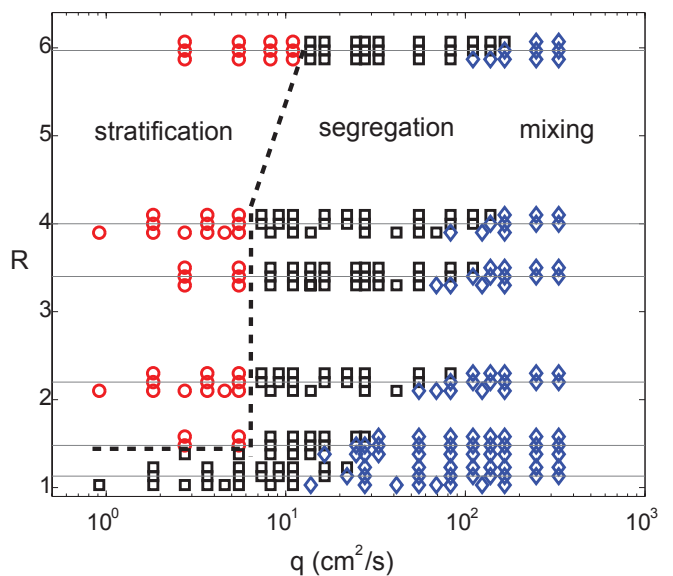 6
stratification
segregation
mixing
5
4
R
3
2
1
10⁰
10¹
10²
10³
q (cm²/s)